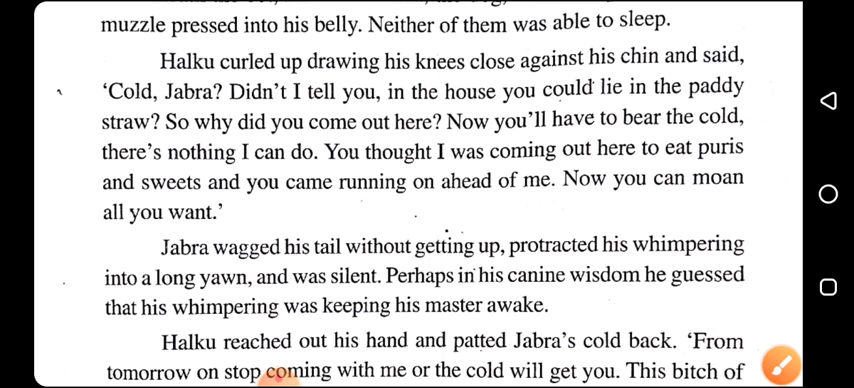 muzzle pressed into his belly. Neither of them was able to sleep.
Halku curled up drawing his knees close against his chin and said,
‘Cold, Jabra? Didn’t I tell you, in the house you could lie in the paddy
straw? So why did you come out here? Now you’ll have to bear the cold,
there’s nothing I can do. You thought I was coming out here to eat puris
and sweets and you came running on ahead of me. Now you can moan
all you want.’
Jabra wagged his tail without getting up, protracted his whimpering
into a long yawn, and was silent. Perhaps in his canine wisdom he guessed
that his whimpering was keeping his master awake.
Halku reached out his hand and patted Jabra’s cold back. ‘From
tomorrow on stop coming with me or the cold will get you. This bitch of